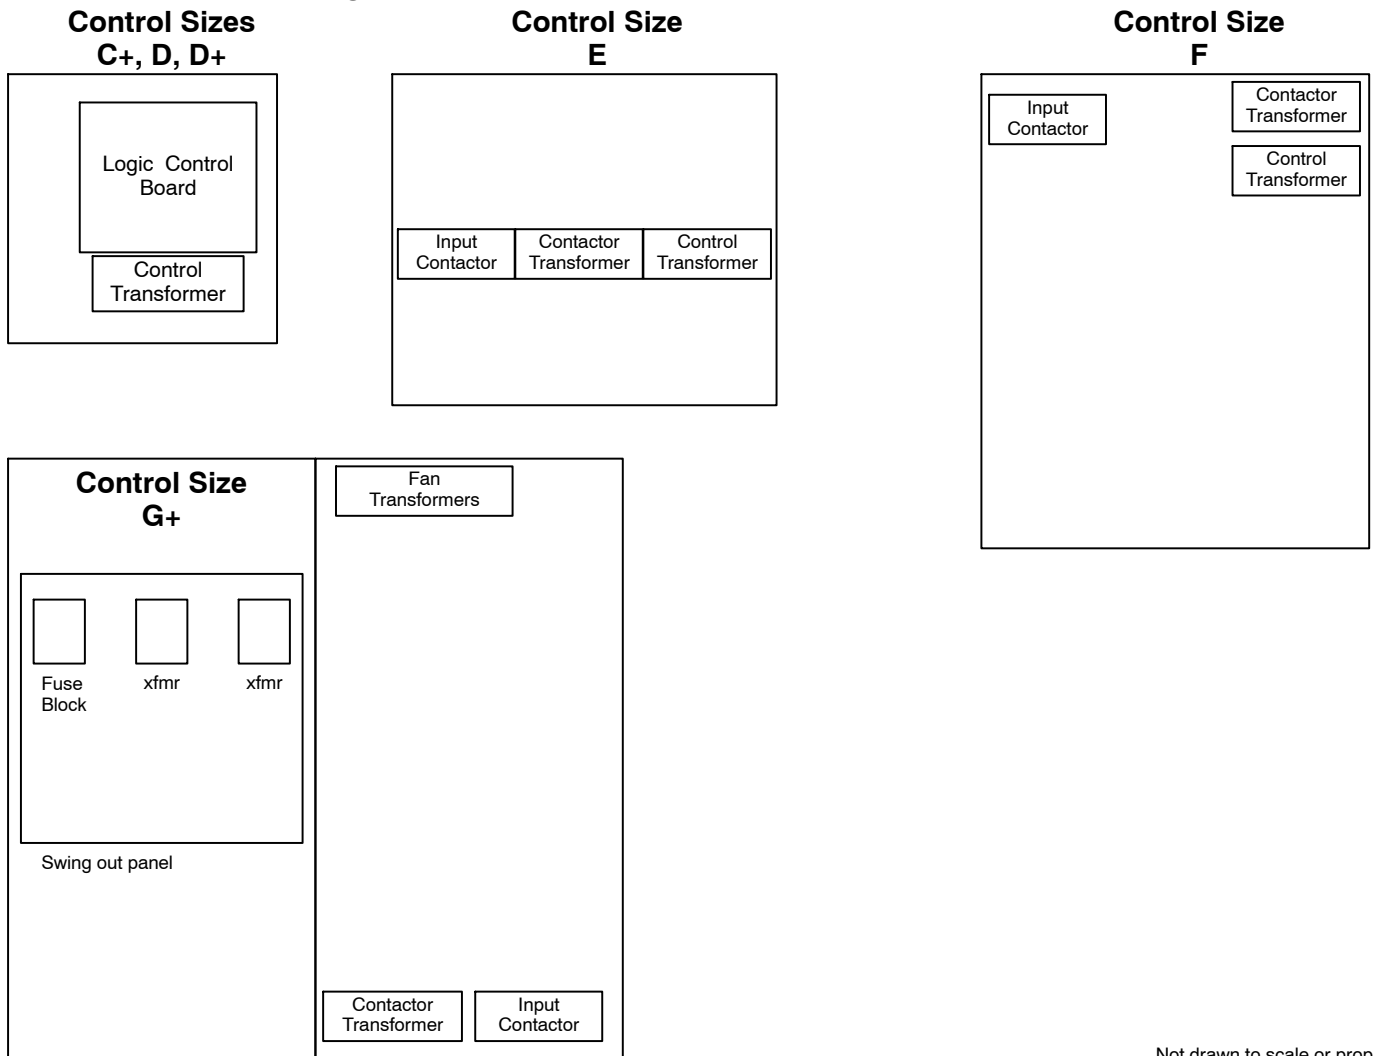 Control Sizes
C+, D, D+
Logic Control
Board
Control
Transformer
Control Size
E
Input
Contactor
Contactor
Transformer
Control
Transformer
Control Size
F
Input
Contactor
Contactor
Transformer
Control
Transformer
Control Size
G+
Fuse
Block
xfmr
xfmr
Swing out panel
Fan
Transformers
Contactor
Transformer
Input
Contactor
Not drawn to scale or prop